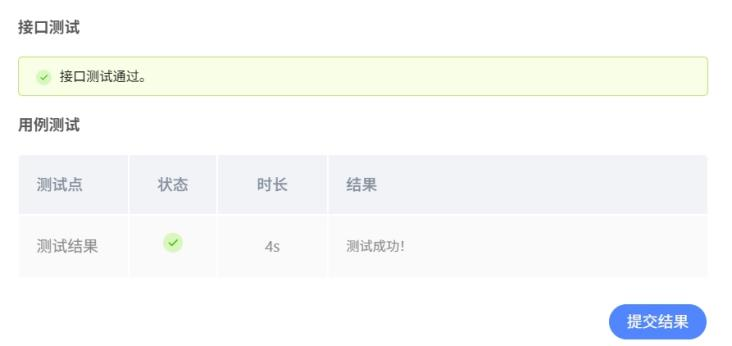 接口测试
接口测试通过。
用例测试
测试点 状态 时长 结果
测试结果 4s 测试成功！
提交结果